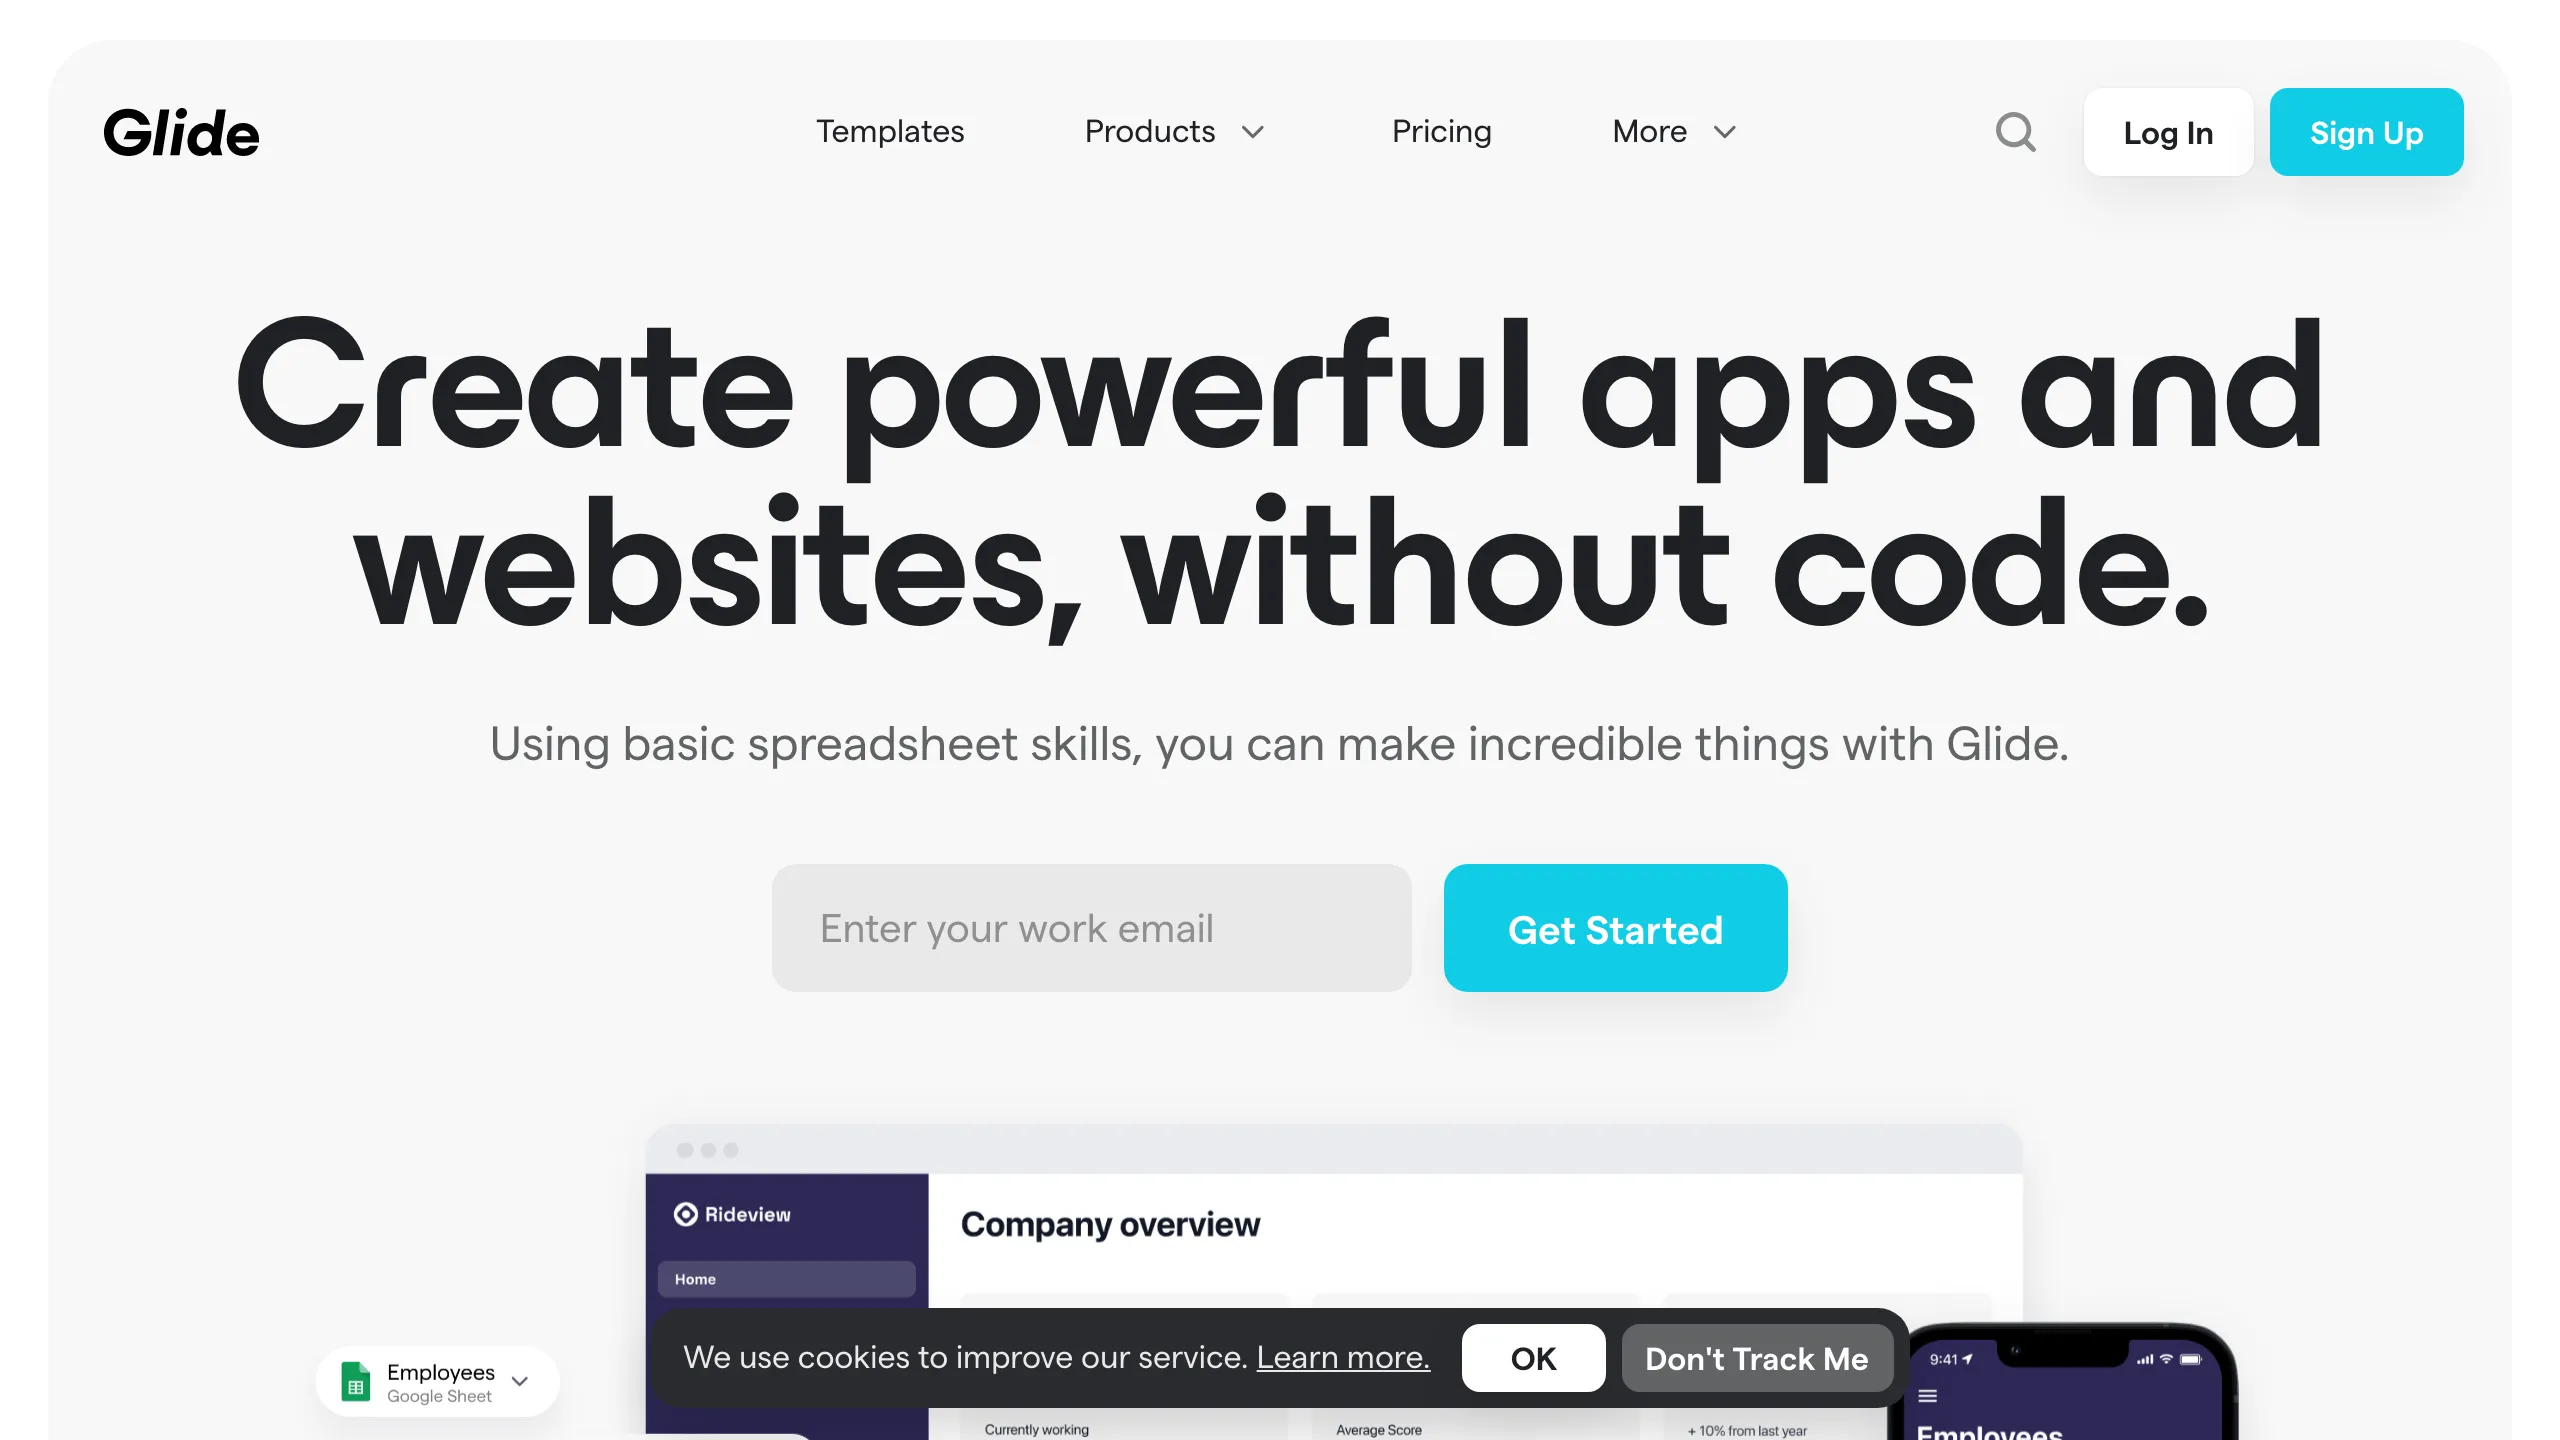 Glide
Templates
Products
Pricing
More
Log In
Sign Up
Create powerful apps and
websites, without code.
Using basic spreadsheet skills, you can make incredible things with Glide.
Enter your work email
Get Started
Rideview
Company overview
Home
We use cookies to improve our service. Learn more.
OK
Don't Track Me
Employees
Google Sheet
9:41
Currently working
Average Score
+ 10% from last year
Employees